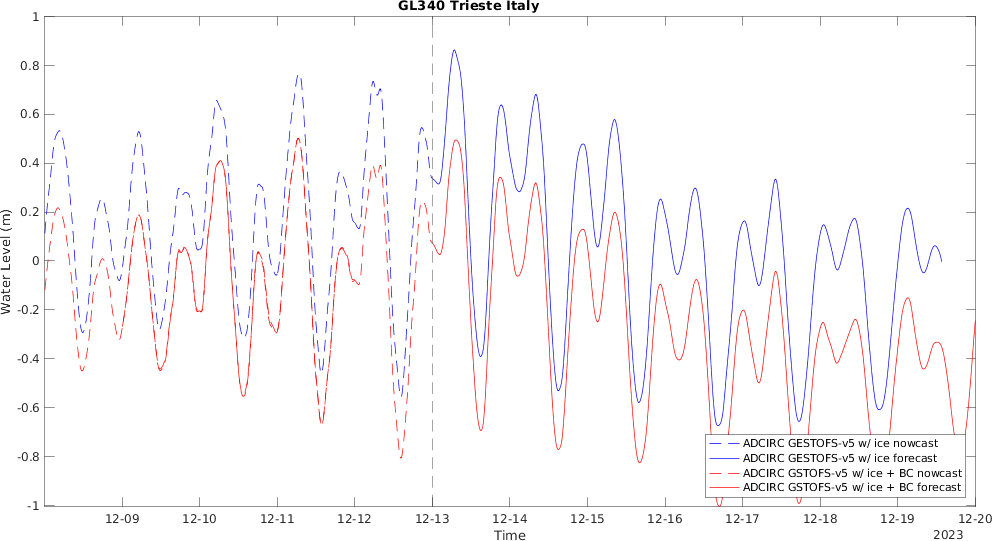 GL340 Trieste Italy
1
0.8
0.6
0.4
0.2
0
-0.2
-0.4
-0.6
-0.8
-1
Water Level (m)
ADCIRC GESTOFS-v5 w/ ice nowcast
ADCIRC GESTOFS-v5 w/ ice forecast
ADCIRC GSTOFS-v5 w/ ice + BC nowcast
ADCIRC GSTOFS-v5 w/ ice + BC forecast
12-09 12-10 12-11 12-12 12-13 12-14 12-15 12-16 12-17 12-18 12-19 12-20
Time
2023